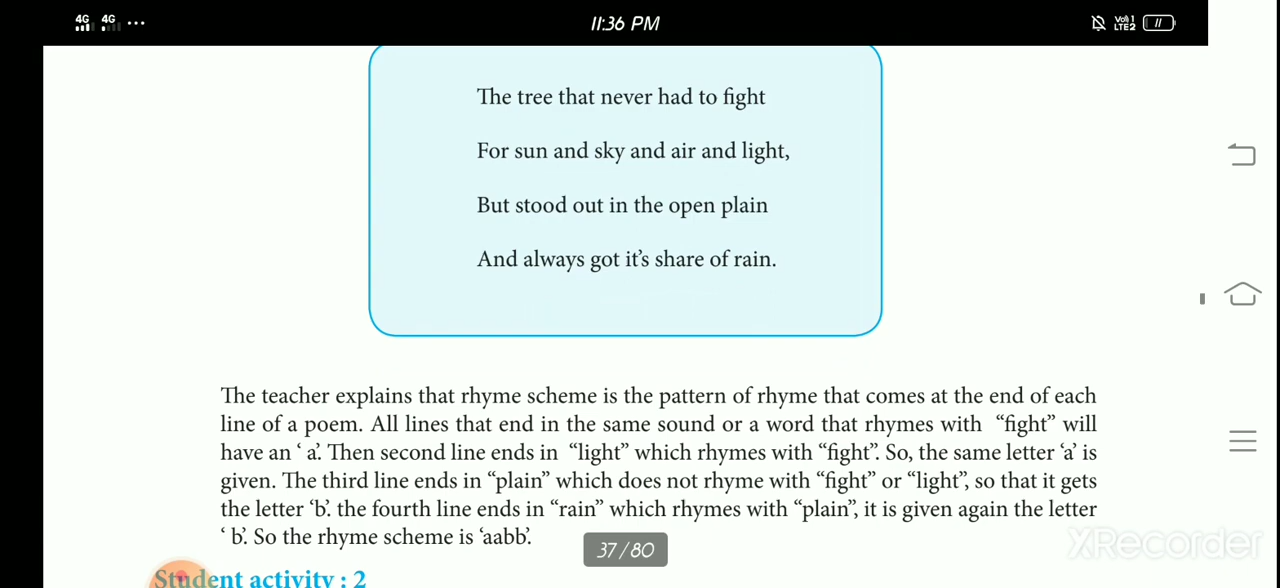 4G 4G ... 11:36 PM Vol) 1 LTE2
The tree that never had to fight
For sun and sky and air and light,
But stood out in the open plain
And always got it's share of rain.
The teacher explains that rhyme scheme is the pattern of rhyme that comes at the end of each
line of a poem. All lines that end in the same sound or a word that rhymes with “fight” will
have an ‘ a’. Then second line ends in “light” which rhymes with “fight”. So, the same letter ‘a’ is
given. The third line ends in “plain” which does not rhyme with “fight” or “light”, so that it gets
the letter ‘b’. the fourth line ends in “rain” which rhymes with “plain”, it is given again the letter
‘ b’. So the rhyme scheme is ‘aabb’.
37/80
XRecorder
Student activity : 2